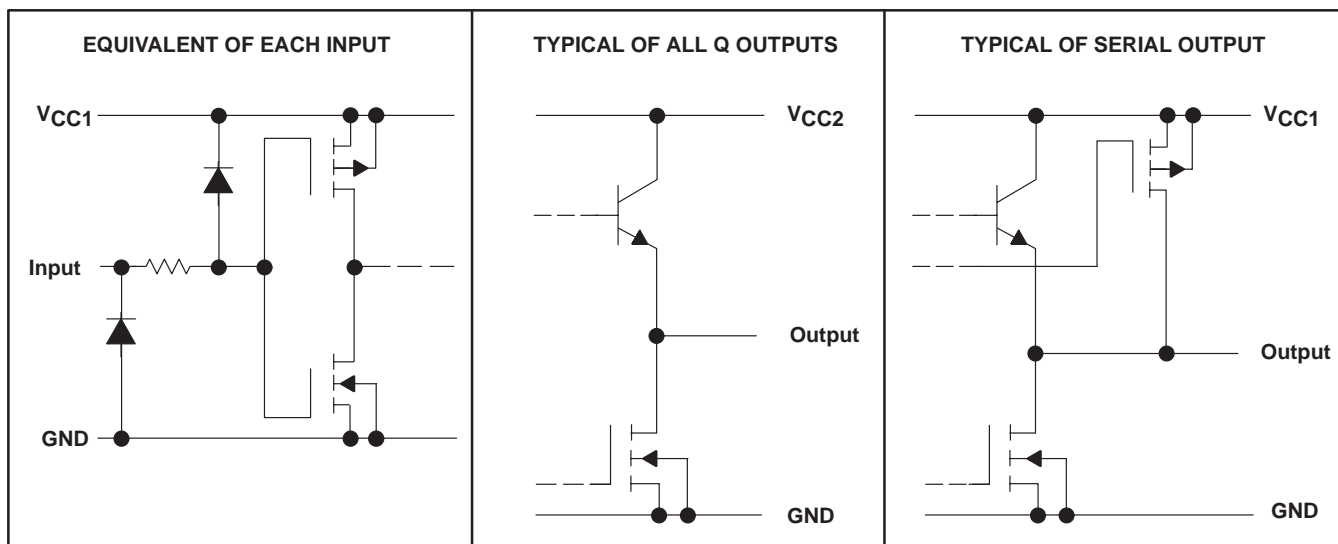 EQUIVALENT OF EACH INPUT
VCC1
Input
GND
TYPICAL OF ALL Q OUTPUTS
VCC2
Output
GND
TYPICAL OF SERIAL OUTPUT
VCC1
Output
GND